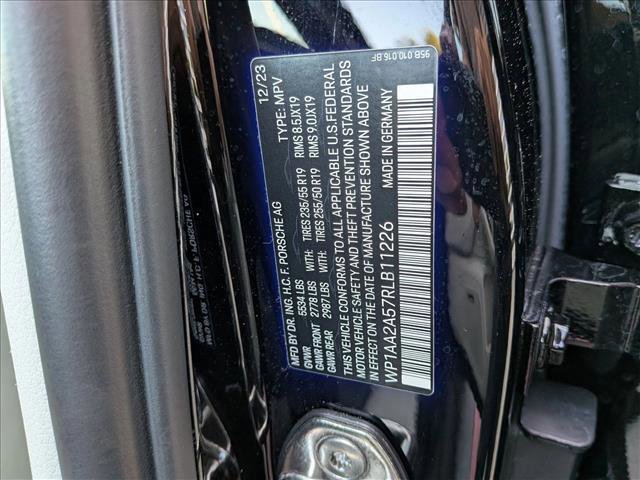 95B.010.016.BF
MFD BY DR. ING. H.C. F. PORSCHE AG 12/23
GVWR 5534 LBS TYPE: MPV
GAWR FRONT 2778 LBS WITH: TIRES 235/55 R19 RIMS 8.5JX19
GAWR REAR 2987 LBS WITH: TIRES 255/50 R19 RIMS 9.0JX19
THIS VEHICLE CONFORMS TO ALL APPLICABLE U.S. FEDERAL
MOTOR VEHICLE SAFETY AND THEFT PREVENTION STANDARDS
IN EFFECT ON THE DATE OF MANUFACTURE SHOWN ABOVE
WP1AA2A57RLB11226 MADE IN GERMANY